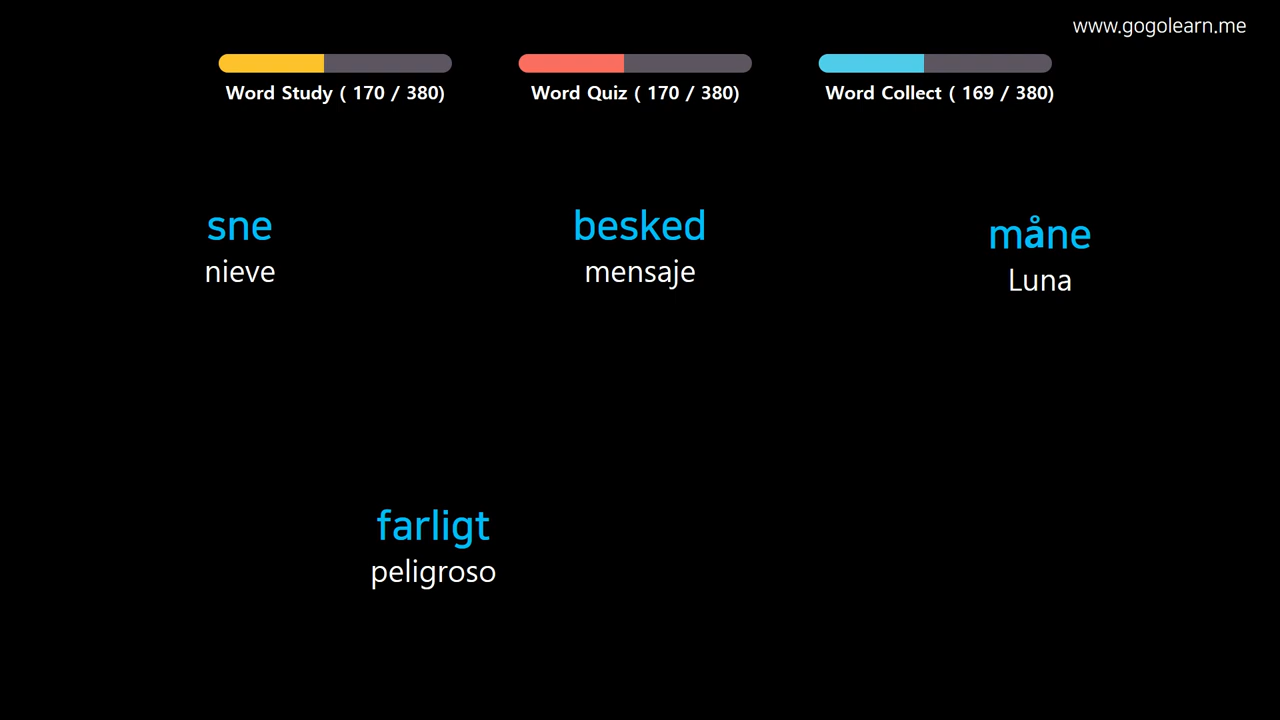 www.gogolearn.me
Word Study ( 170 / 380)
Word Quiz ( 170 / 380)
Word Collect ( 169 / 380)
sne
nieve
besked
mensaje
måne
Luna
farligt
peligroso